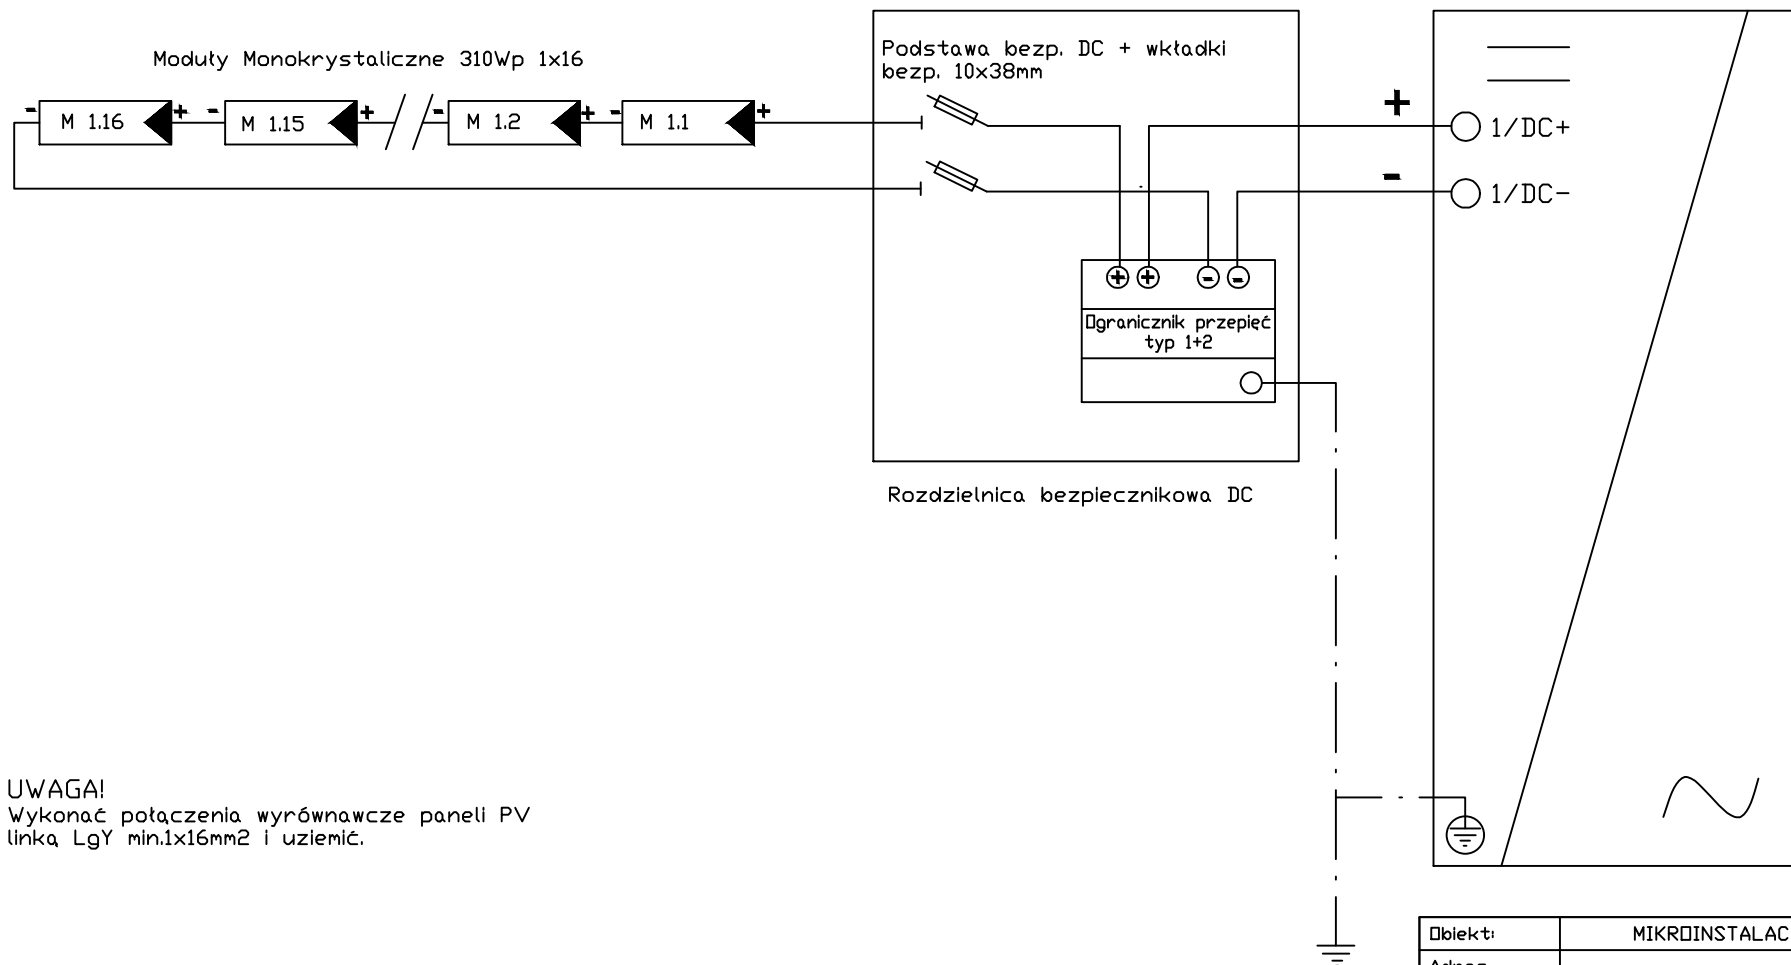 Moduły Monokrystaliczne 310Wp 1x16
- M 1.16 + - M 1.15 + - M 1.2 + - M 1.1 +
Podstawa bezp. DC + wkładki
bezp. 10x38mm
+ 1/DC+
- 1/DC-
+ + - -
Ogranicznik przepięć
typ 1+2
Rozdzielnica bezpiecznikowa DC
UWAGA!
Wykonać połączenia wyrównawcze paneli PV
linką LgY min.1x16mm2 i uziemić.
Obiekt: MIKROINSTALAC